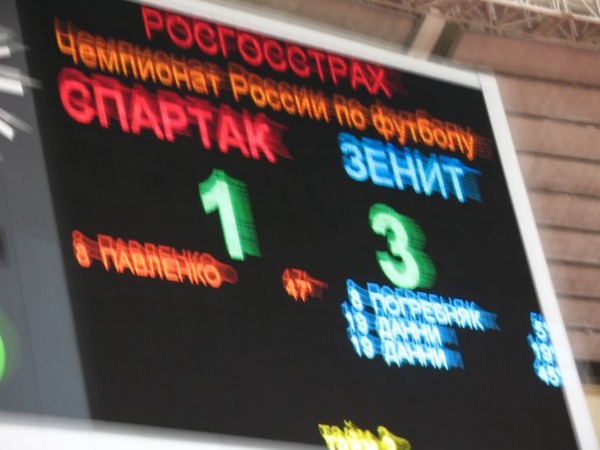 РОСГОССТРАХ
Чемпионат России по футболу
СПАРТАК ЗЕНИТ
1 3
8 ПАВЛЕНКО 47'
8 ПОГРЕБНЯК
19 ДАННИ
19 ДАННИ